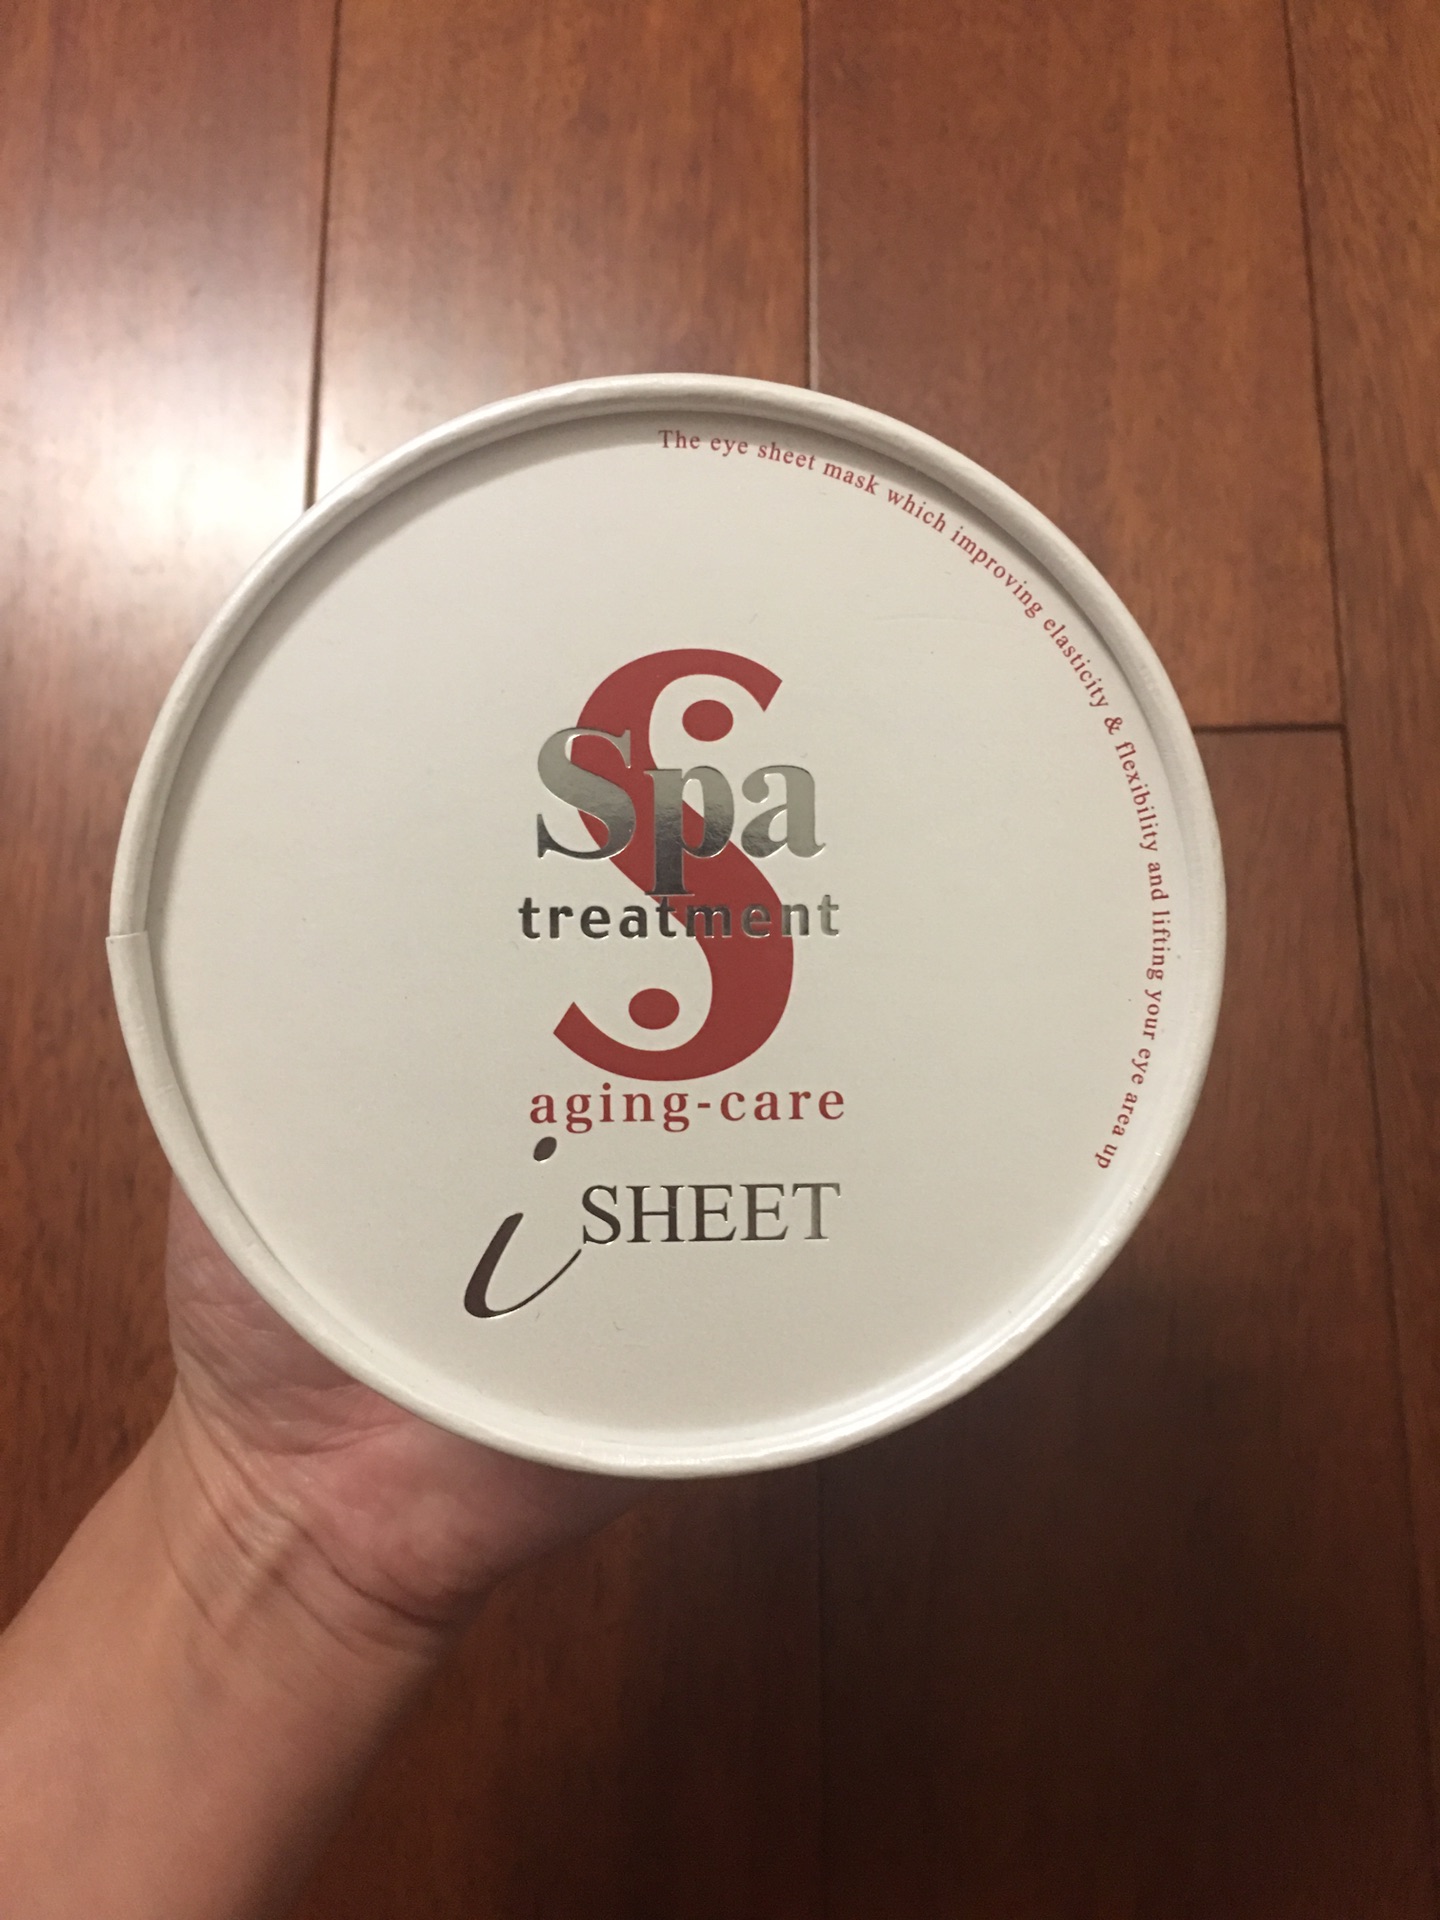 The eye sheet mask which improving elasticity & flexibility and lifting your eye area up
S
Spa
treatment
aging-care
i SHEET